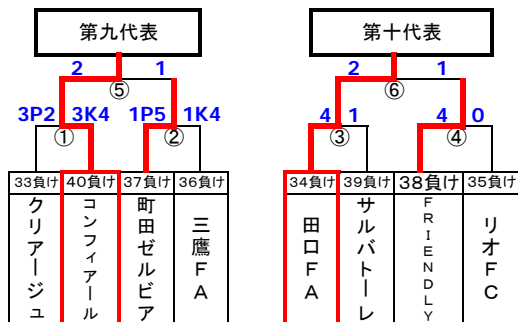 第九代表 第十代表
2 1 2 1
⑤ ⑥
3P2 3K4 1P5 1K4 4 1 4 0
① ② ③ ④
33負け 40負け 37負け 36負け 34負け 39負け 38負け 35負け
クリアージュ
コンフィアール
町田ゼルビア
三鷹FA
田口FA
サルバトーレ
FRIENDLY
リオFC